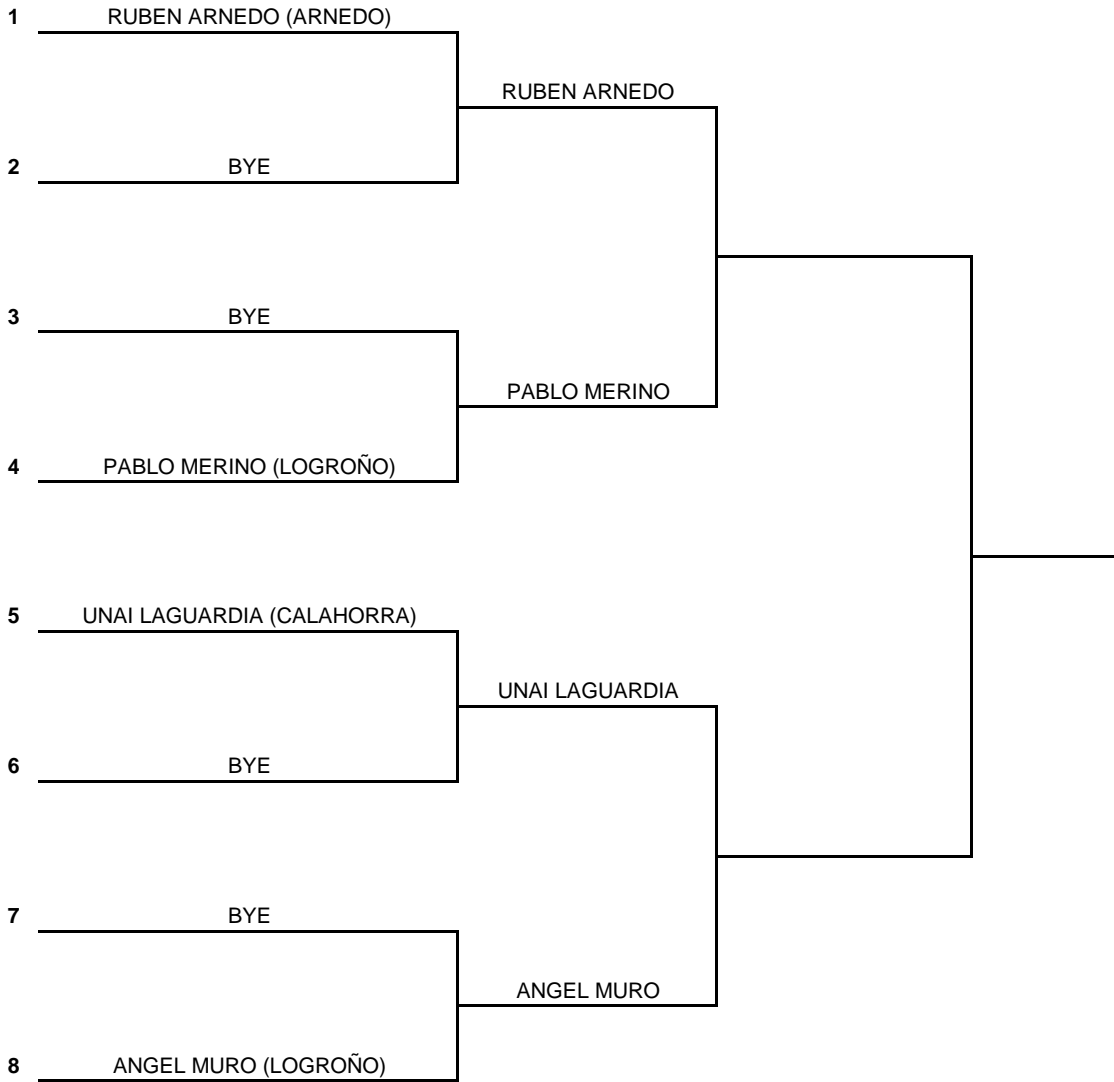 1 RUBEN ARNEDO (ARNEDO)
RUBEN ARNEDO
2 BYE
3 BYE
PABLO MERINO
4 PABLO MERINO (LOGROÑO)
5 UNAI LAGUARDIA (CALAHORRA)
UNAI LAGUARDIA
6 BYE
7 BYE
ANGEL MURO
8 ANGEL MURO (LOGROÑO)